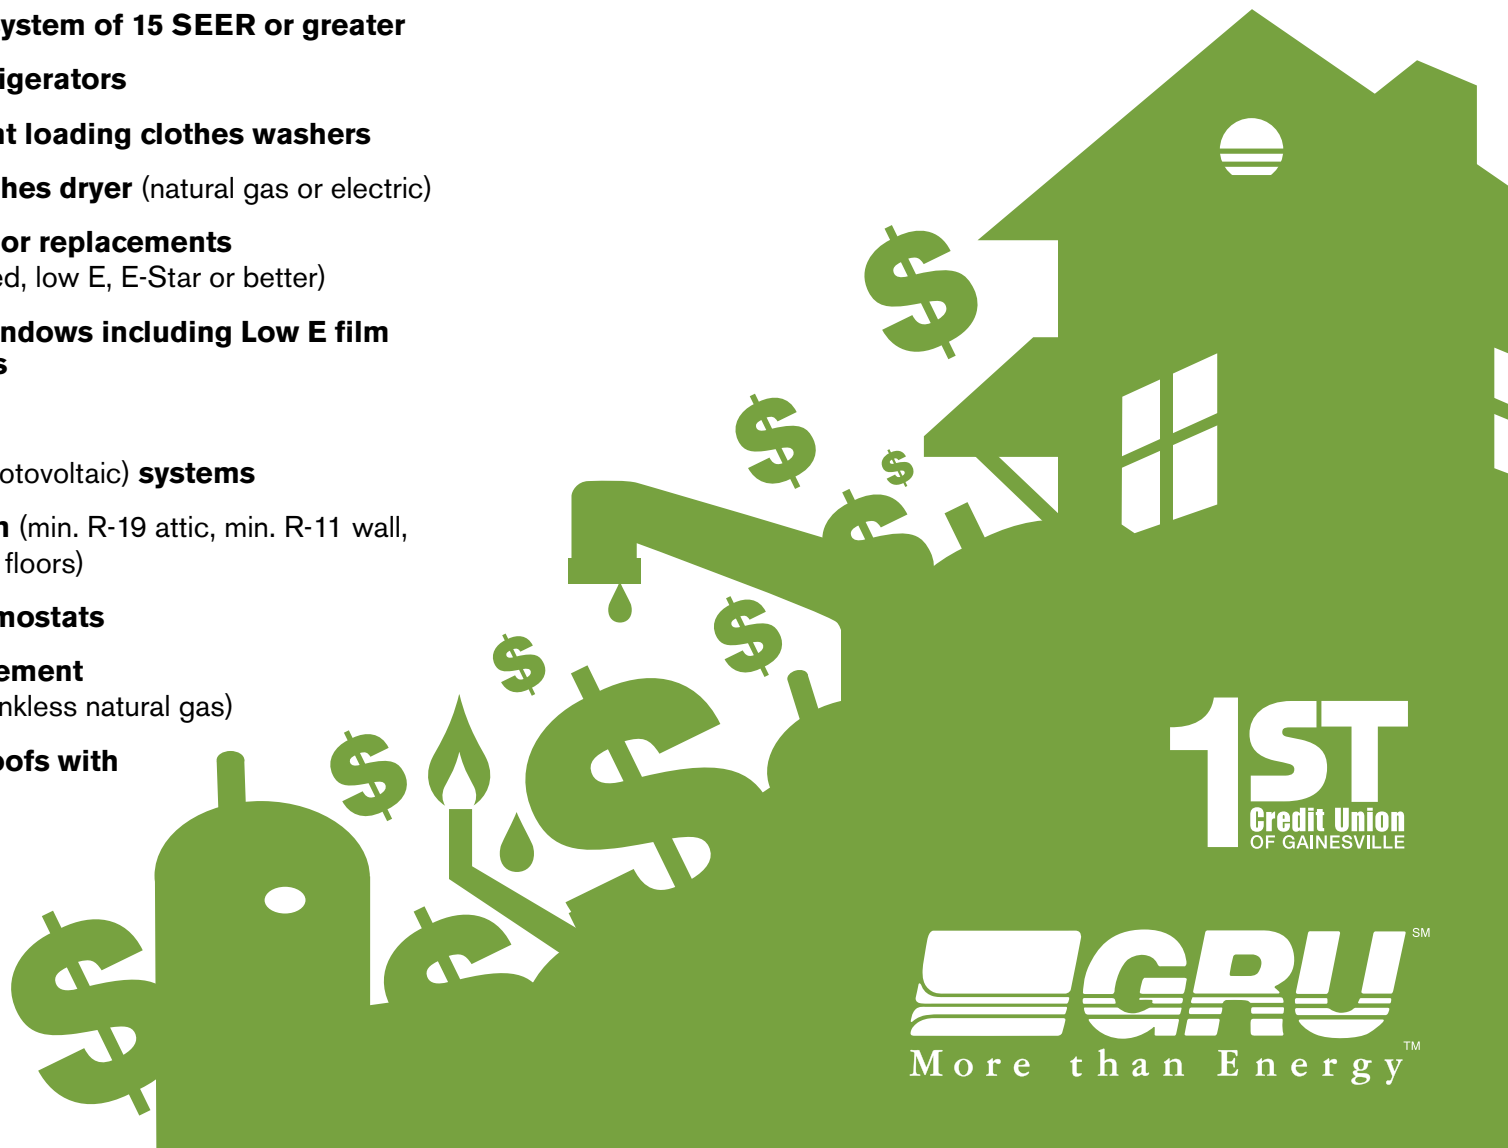 ystem of 15 SEER or greater
igerators
nt loading clothes washers
hes dryer (natural gas or electric)
or replacements
ed, low E, E-Star or better)
ndows including Low E film
s
otovoltaic) systems
n (min. R-19 attic, min. R-11 wall,
floors)
mostats
ement
nkless natural gas)
oofs with
1ST
Credit Union
OF GAINESVILLE
GRU SM
More than Energy™